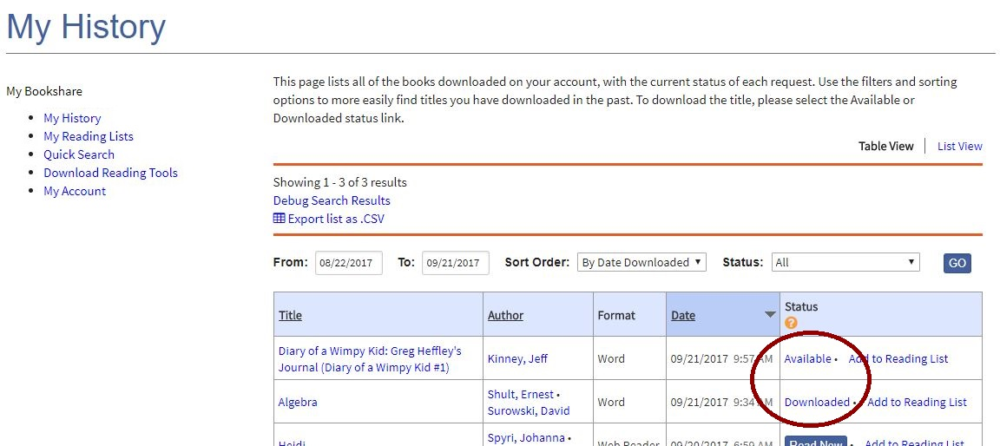 My History
My Bookshare
My History
My Reading Lists
Quick Search
Download Reading Tools
My Account
This page lists all of the books downloaded on your account, with the current status of each request. Use the filters and sorting
options to more easily find titles you have downloaded in the past. To download the title, please select the Available or
Downloaded status link.
Table View | List View
Showing 1 - 3 of 3 results
Debug Search Results
Export list as .CSV
From: 08/22/2017 To: 09/21/2017 Sort Order: By Date Downloaded Status: All GO
Title Author Format Date Status
?
Diary of a Wimpy Kid: Greg Heffley's
Journal (Diary of a Wimpy Kid #1)
Kinney, Jeff Word 09/21/2017 9:57 AM Available • Add to Reading List
Algebra
Shult, Ernest •
Surowski, David
Word 09/21/2017 9:34 AM Downloaded • Add to Reading List
Heidi
Spyri, Johanna •
Web Reader 09/20/2017 6:59 AM Read Now • Add to Reading List